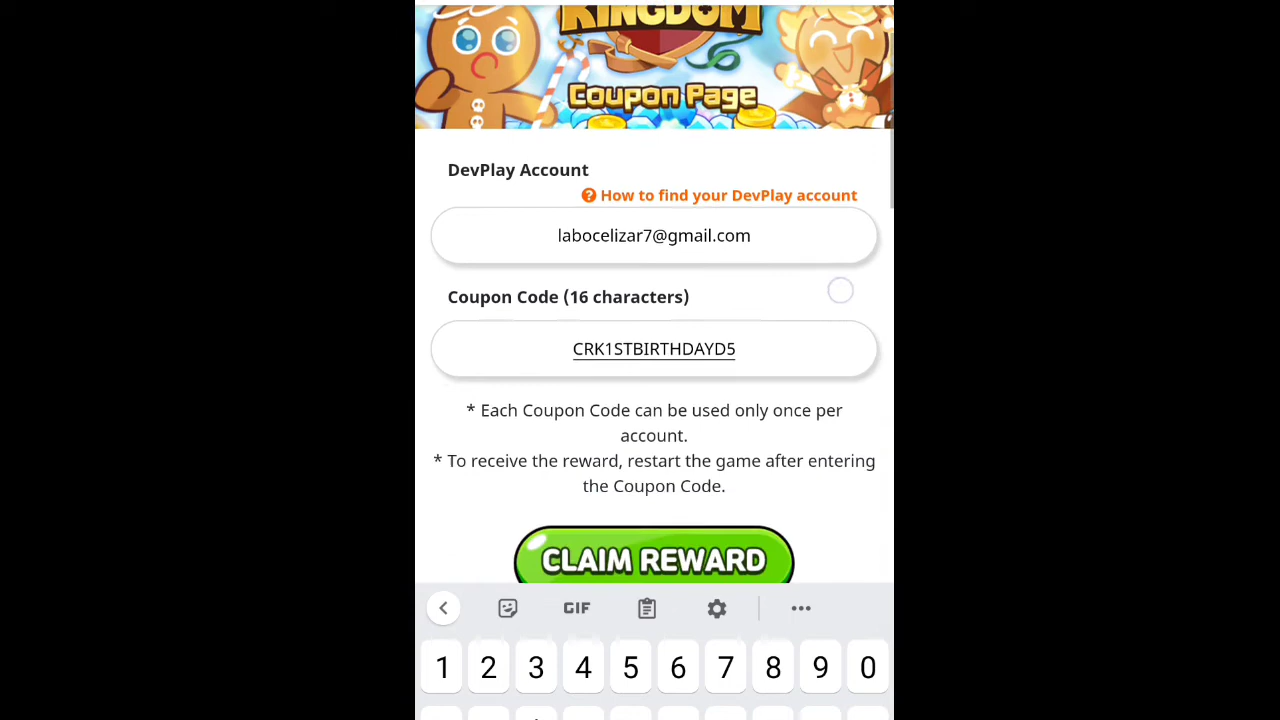 KINGDOM
Coupon Page
DevPlay Account
? How to find your DevPlay account
labocelizar7@gmail.com
Coupon Code (16 characters)
CRK1STBIRTHDAYD5
* Each Coupon Code can be used only once per
account.
* To receive the reward, restart the game after entering
the Coupon Code.
CLAIM REWARD
GIF
1 2 3 4 5 6 7 8 9 0